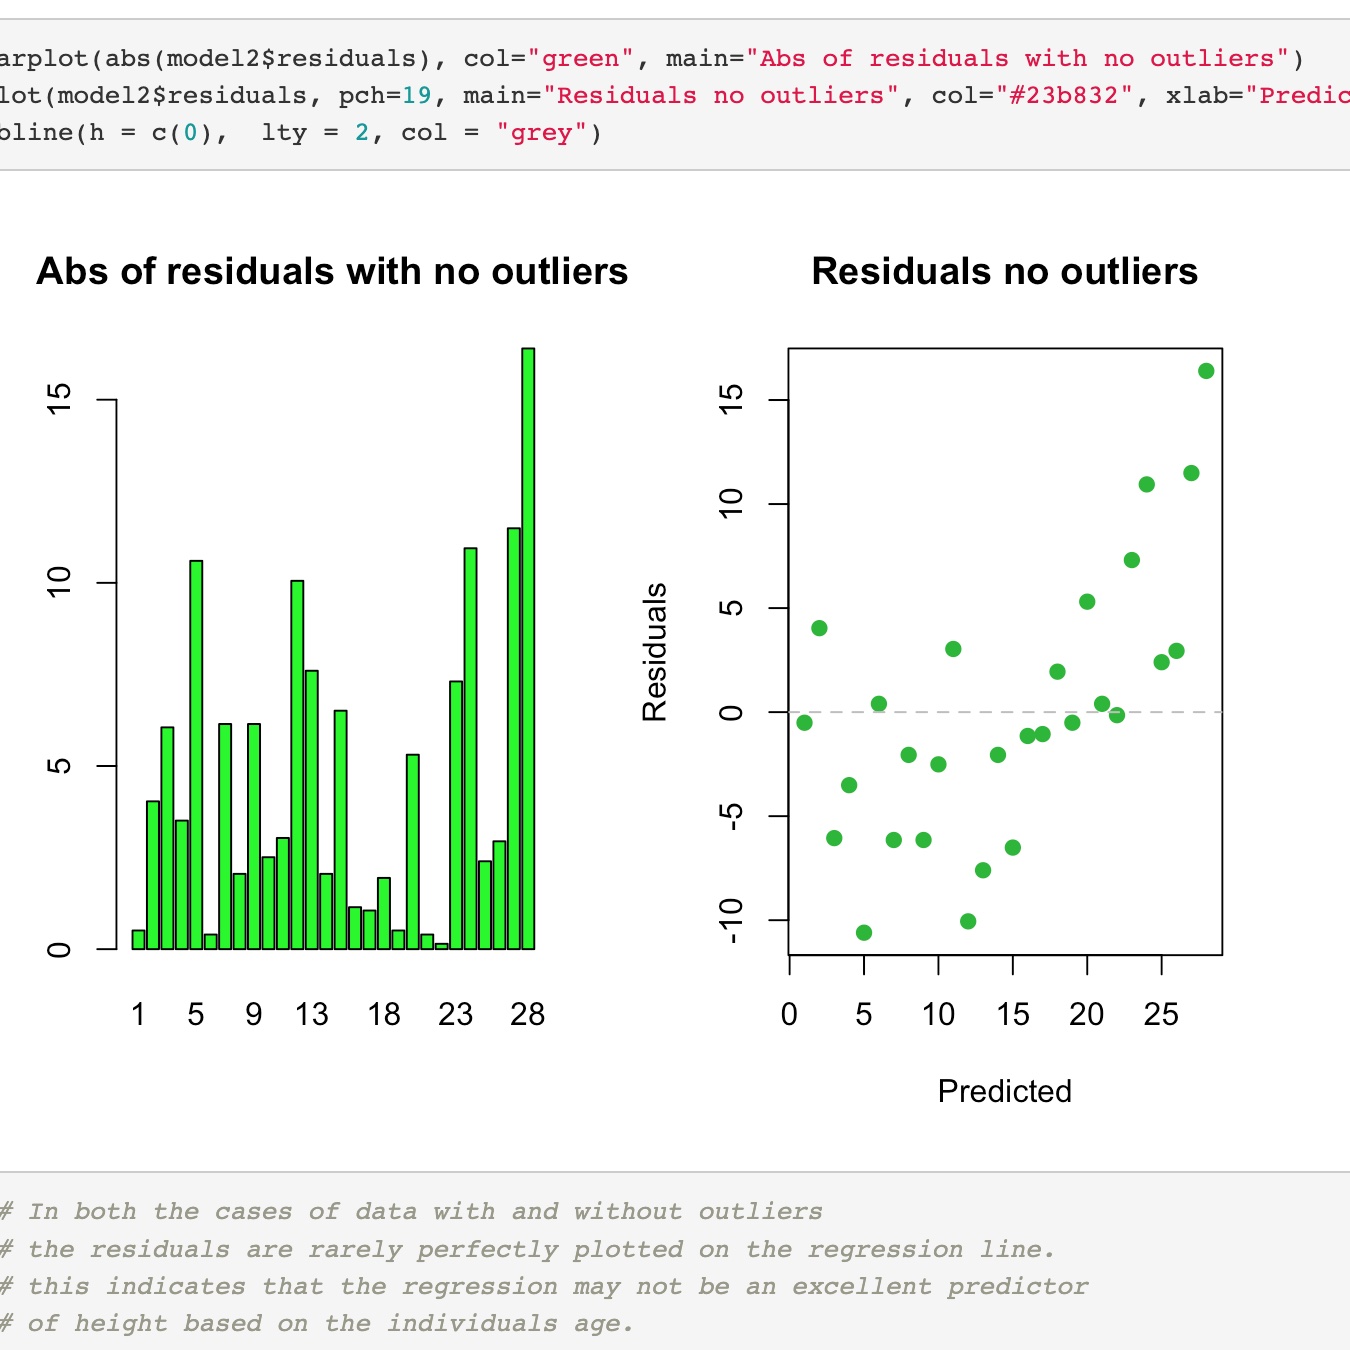 arplot(abs(model2$residuals), col="green", main="Abs of residuals with no outliers")
lot(model2$residuals, pch=19, main="Residuals no outliers", col="#23b832", xlab="Predic
bline(h = c(0),  lty = 2, col = "grey")
Abs of residuals with no outliers
15
10
5
0
1 5 9 13 18 23 28
Residuals no outliers
Residuals
15
10
5
0
-5
-10
0 5 10 15 20 25
Predicted
# In both the cases of data with and without outliers
# the residuals are rarely perfectly plotted on the regression line.
# this indicates that the regression may not be an excellent predictor
# of height based on the individuals age.